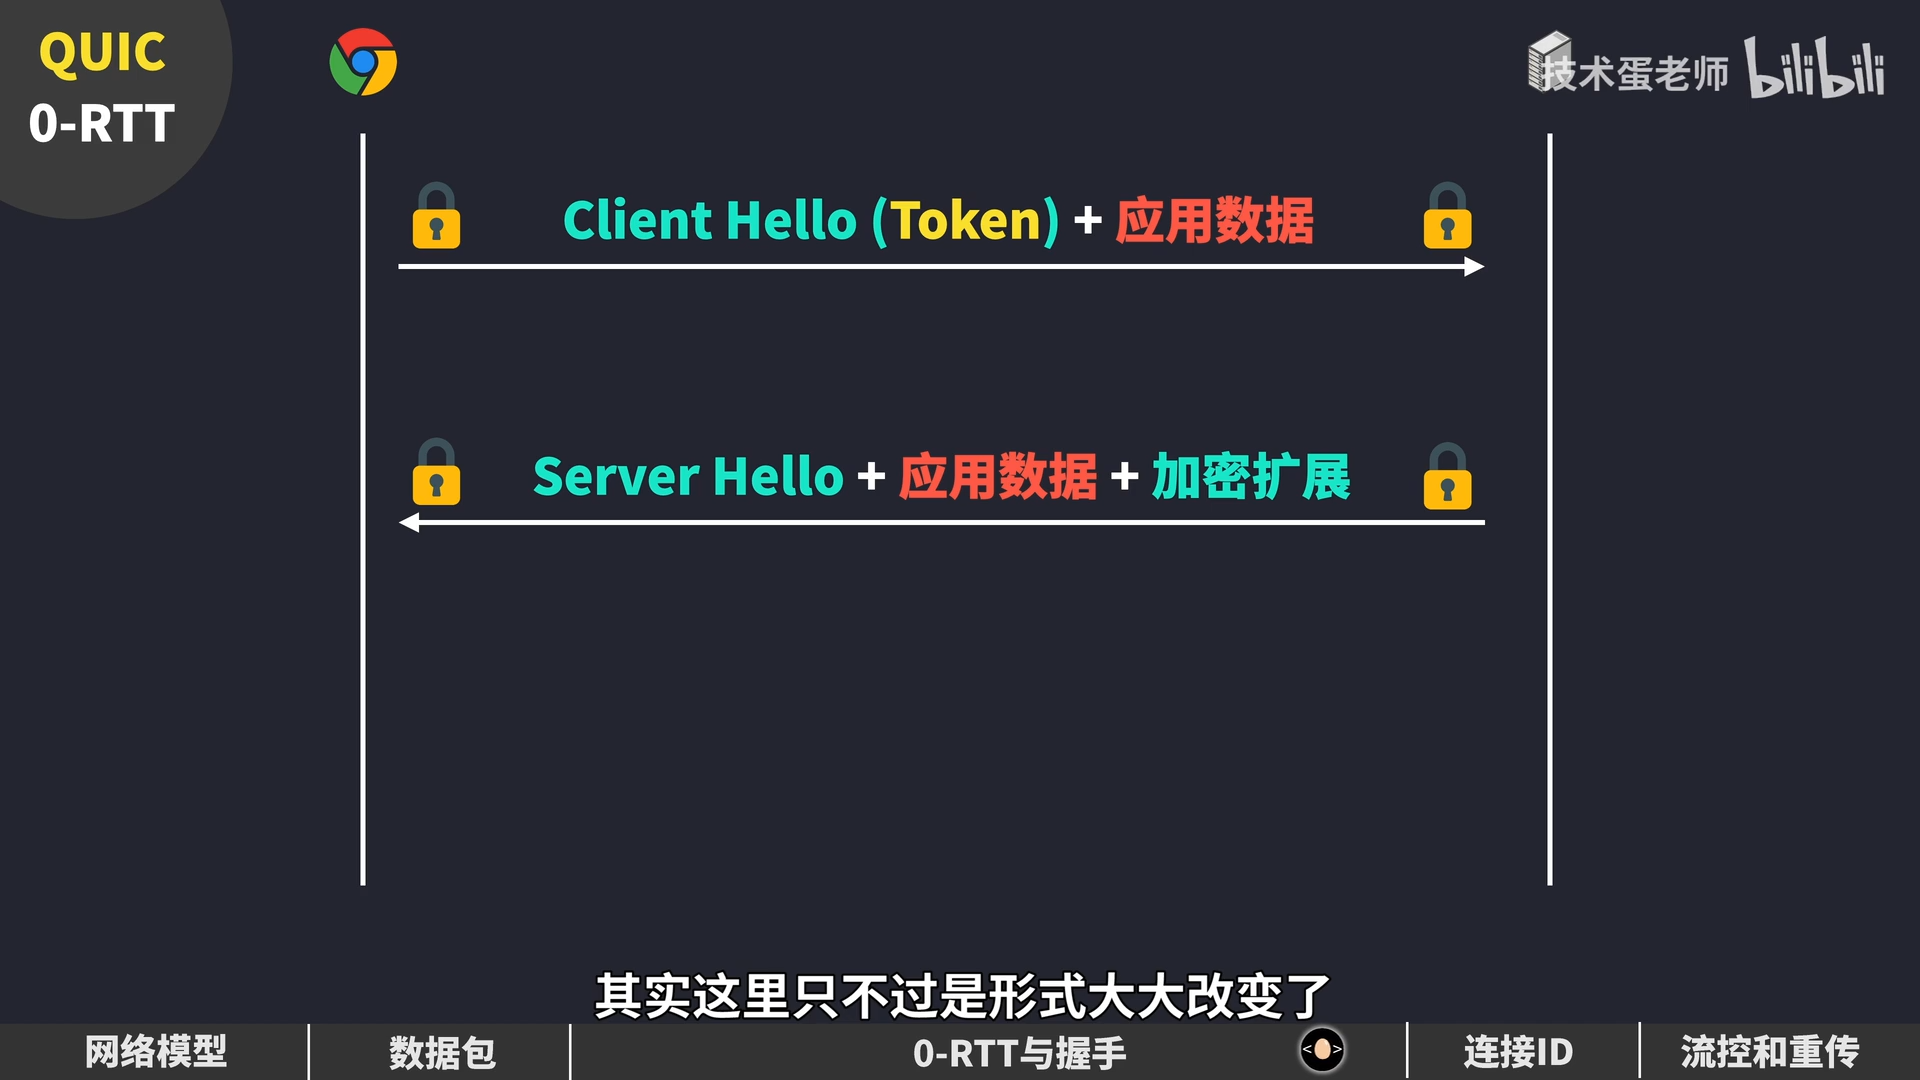 QUIC
0-RTT
技术蛋老师 bilibili
Client Hello (Token) + 应用数据
Server Hello + 应用数据 + 加密扩展
其实这里只不过是形式大大改变了
网络模型
数据包
0-RTT与握手
< >
连接ID
流控和重传